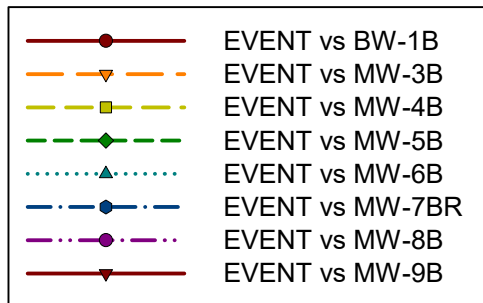 EVENT vs BW-1B
EVENT vs MW-3B
EVENT vs MW-4B
EVENT vs MW-5B
EVENT vs MW-6B
EVENT vs MW-7BR
EVENT vs MW-8B
EVENT vs MW-9B